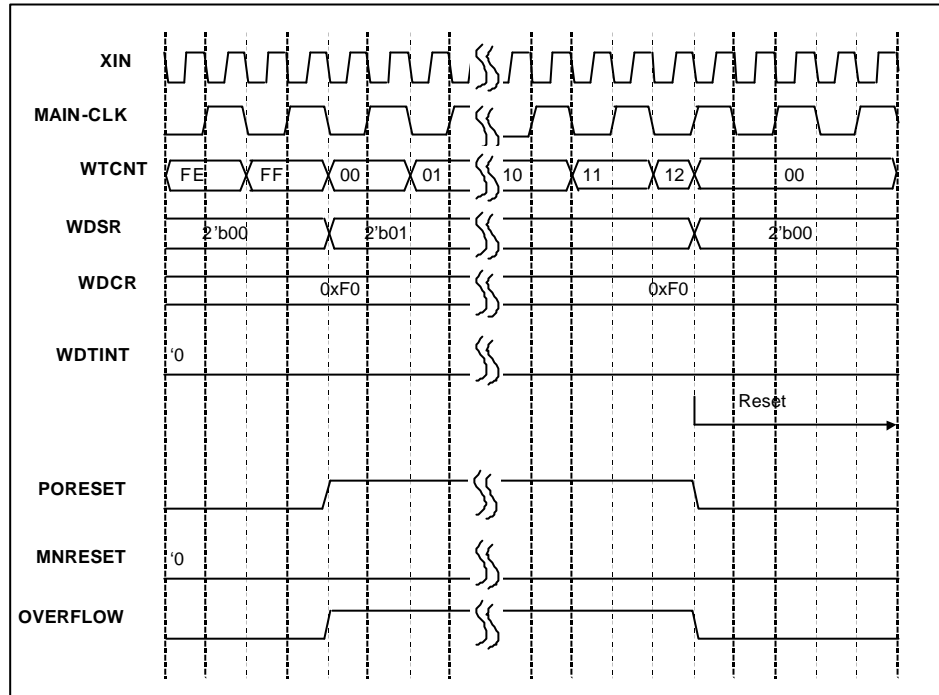 XIN
MAIN-CLK
WTCNT FE FF 00 01 10 11 12 00
WDSR 2'b00 2'b01 2'b00
WDCR 0xF0 0xF0
WDTINT ‘0
Reset
PORESET
MNRESET ‘0
OVERFLOW